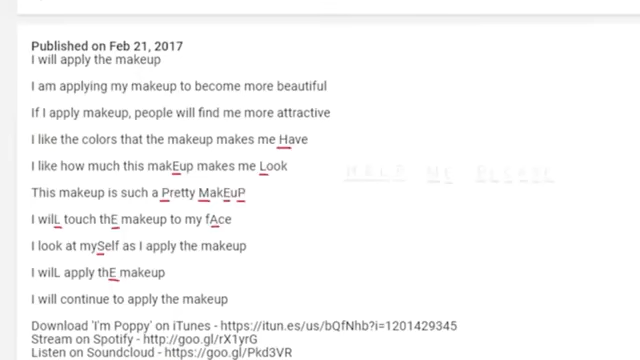 Published on Feb 21, 2017
I will apply the makeup
I am applying my makeup to become more beautiful
If I apply makeup, people will find me more attractive
I like the colors that the makeup makes me Have
I like how much this makEup makes me Look
HELP ME PLEASE
This makeup is such a Pretty MakEuP
I wilL touch thE makeup to my fAce
I look at mySelf as I apply the makeup
I wilL apply thE makeup
I will continue to apply the makeup
Download 'I'm Poppy' on iTunes - https://itun.es/us/bQfNhb?i=1201429345
Stream on Spotify - http://goo.gl/rX1yrG
Listen on Soundcloud - https://goo.gl/Pkd3VR